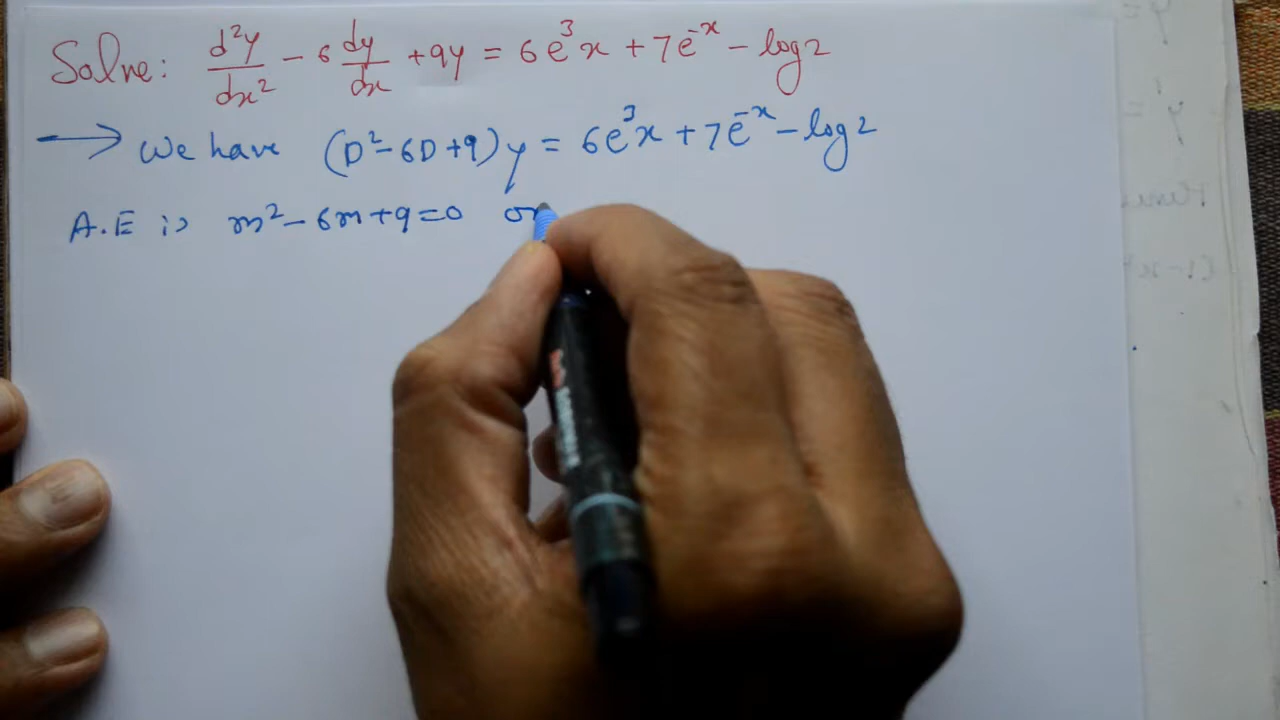 Solve: d²y/dx² - 6 dy/dx + 9y = 6e³x + 7e⁻ˣ - log2
→ We have (D² - 6D + 9)y = 6e³x + 7e⁻ˣ - log2
A.E is m² - 6m + 9 = 0 or